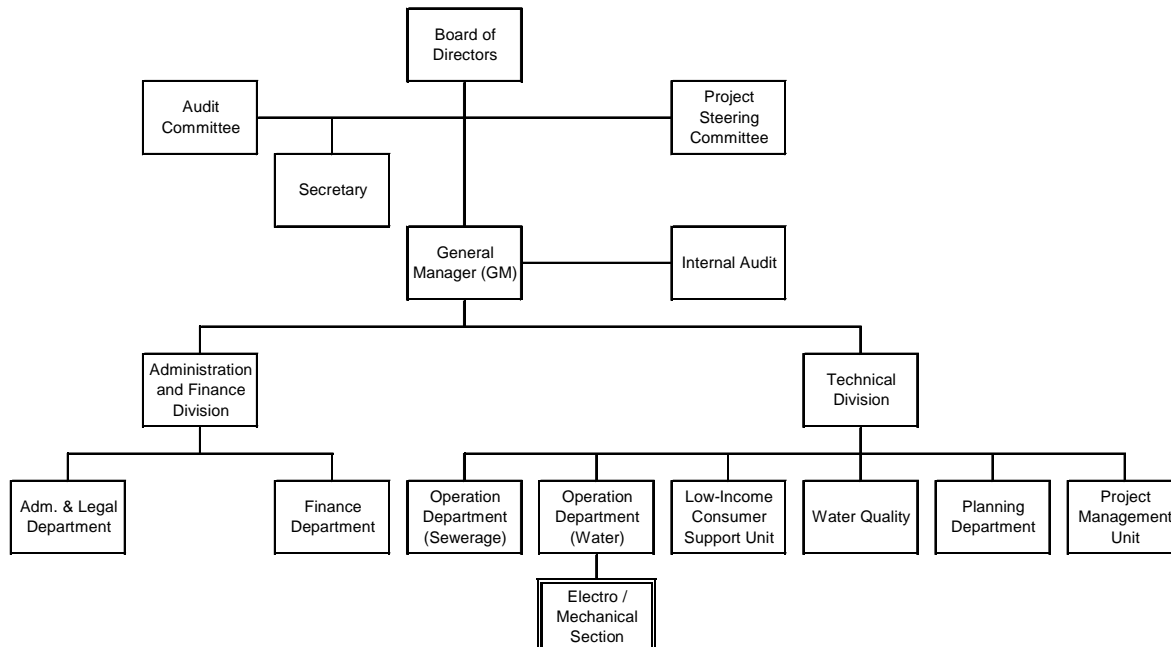 Board of
Directors
Audit
Committee
Project
Steering
Committee
Secretary
General
Manager (GM)
Internal Audit
Administration
and Finance
Division
Technical
Division
Adm. & Legal
Department
Finance
Department
Operation
Department
(Sewerage)
Operation
Department
(Water)
Low-Income
Consumer
Support Unit
Water Quality
Planning
Department
Project
Management
Unit
Electro /
Mechanical
Section